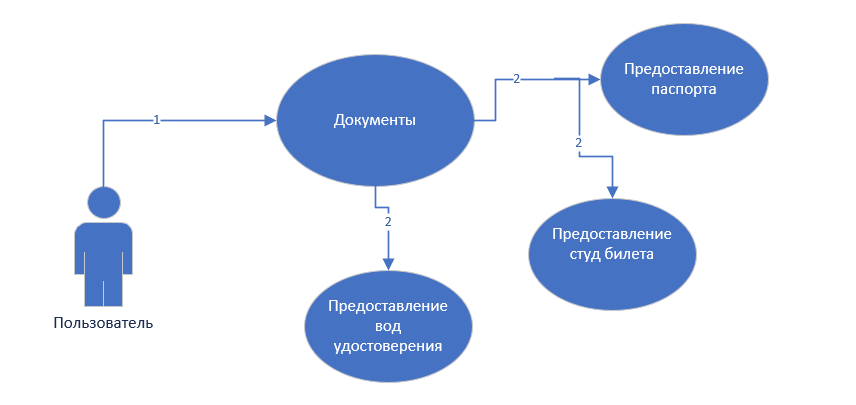 Предоставление
паспорта
2
Документы
1
2
2
Предоставление
студ билета
Предоставление
вод
удостоверения
Пользователь